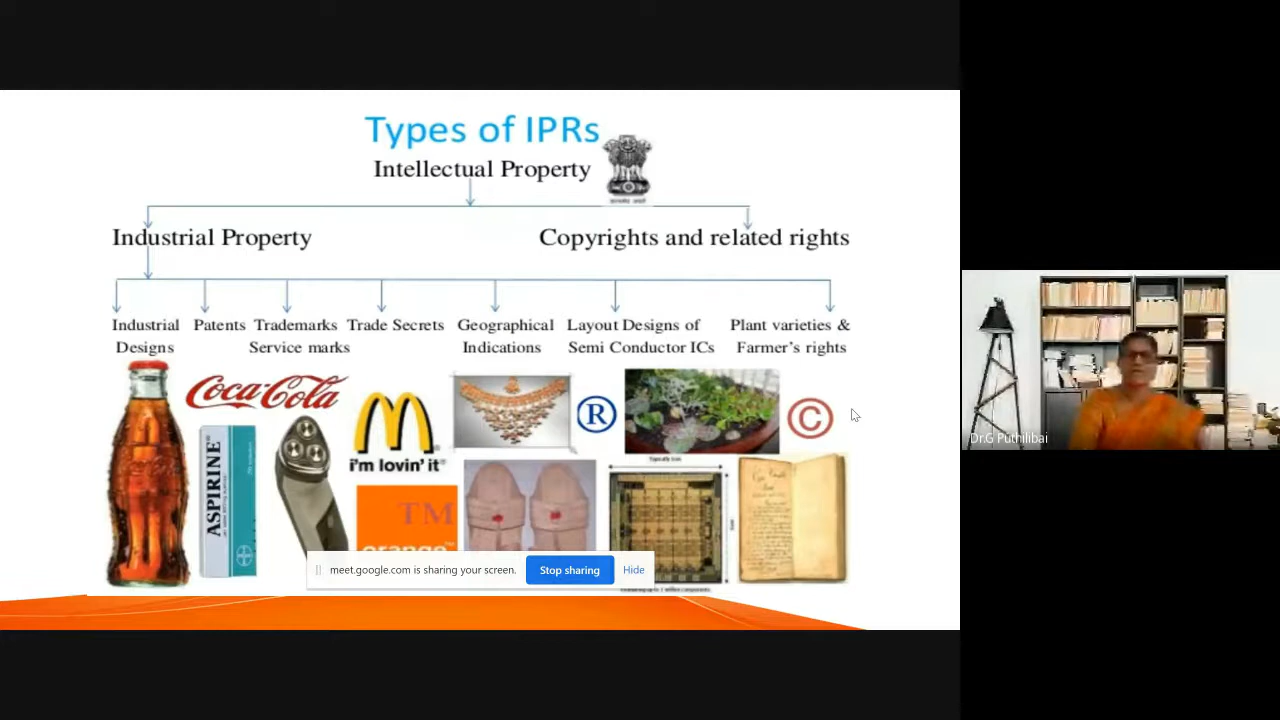 Types of IPRs
Intellectual Property
Industrial Property
Copyrights and related rights
Industrial Designs
Patents
Trademarks
Service marks
Trade Secrets
Geographical Indications
Layout Designs of
Semi Conductor ICs
Plant varieties &
Farmer's rights
Coca-Cola
ASPIRINE®
i'm lovin' it®
®
©
TM
orange™
meet.google.com is sharing your screen.
Stop sharing
Hide
Dr.G Puthilibai